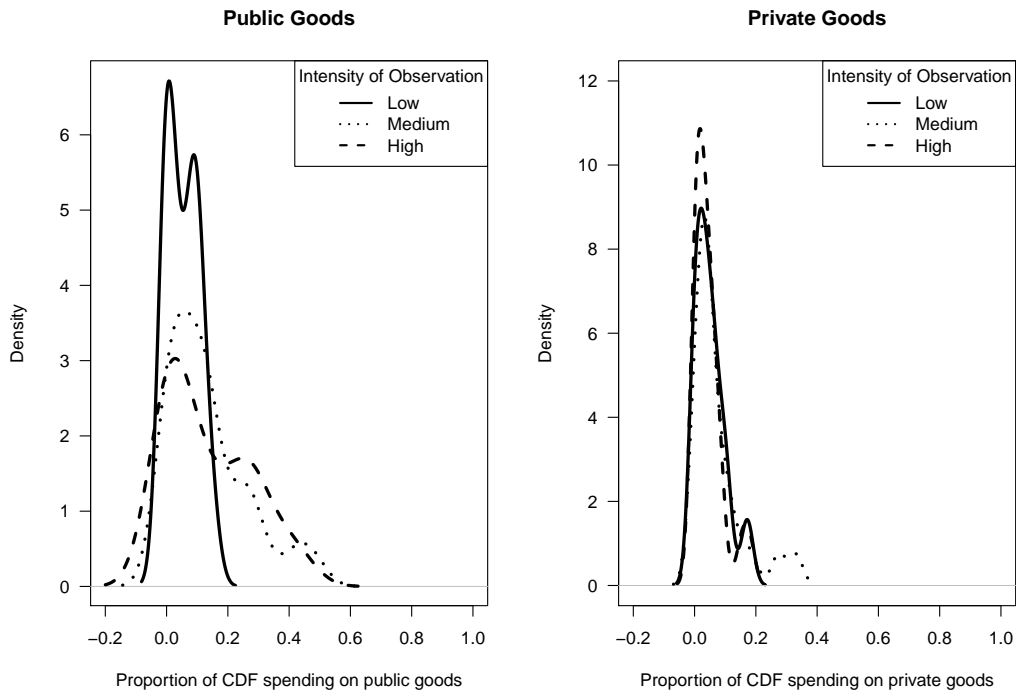 Public Goods
Intensity of Observation
Low
Medium
High
Density
6
5
4
3
2
1
0
−0.2 0.0 0.2 0.4 0.6 0.8 1.0
Proportion of CDF spending on public goods
Private Goods
Intensity of Observation
Low
Medium
High
Density
12
10
8
6
4
2
0
−0.2 0.0 0.2 0.4 0.6 0.8 1.0
Proportion of CDF spending on private goods